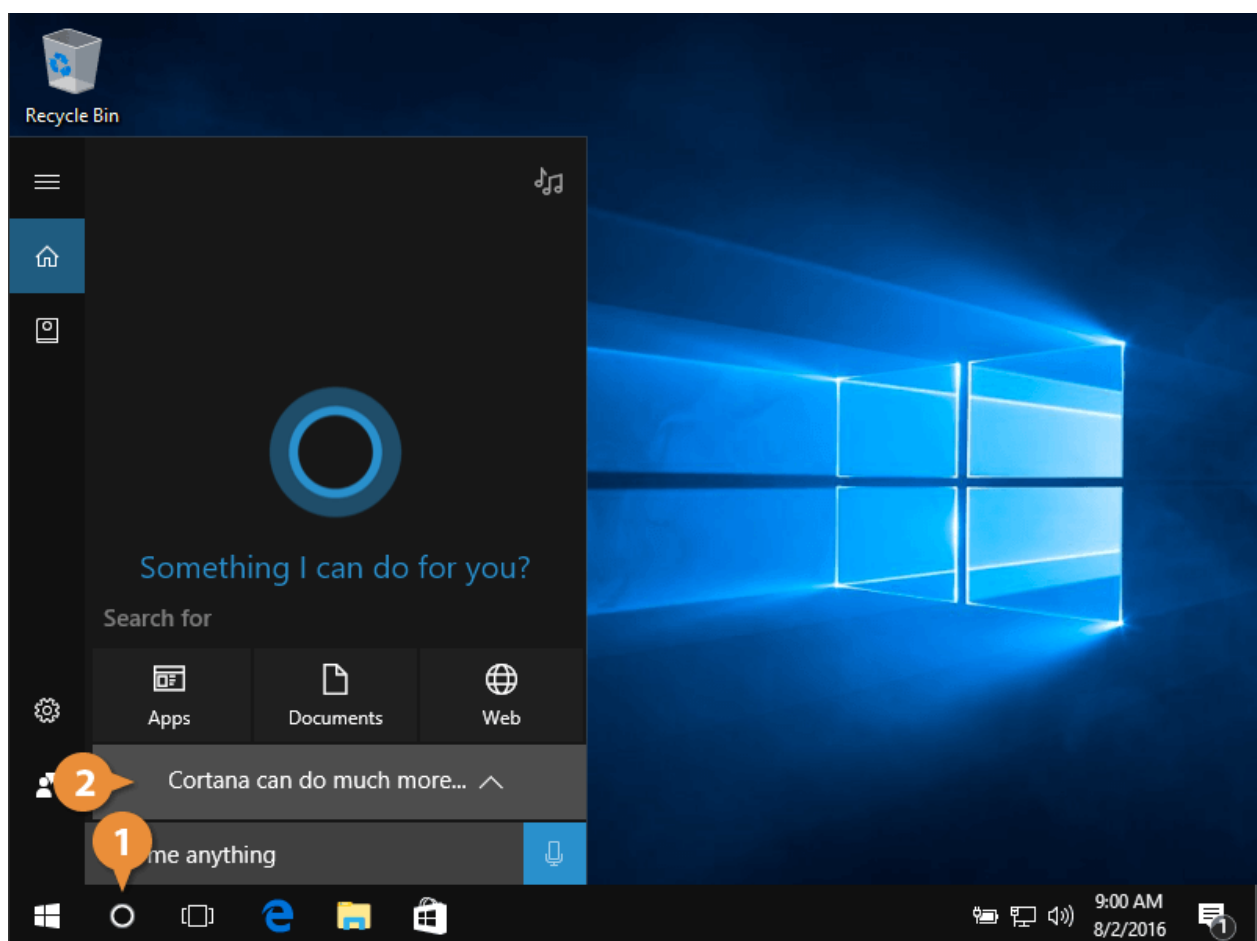 Recycle Bin
Something I can do for you?
Search for
Apps
Documents
Web
2
Cortana can do much more...
1
me anything
9:00 AM
8/2/2016
1